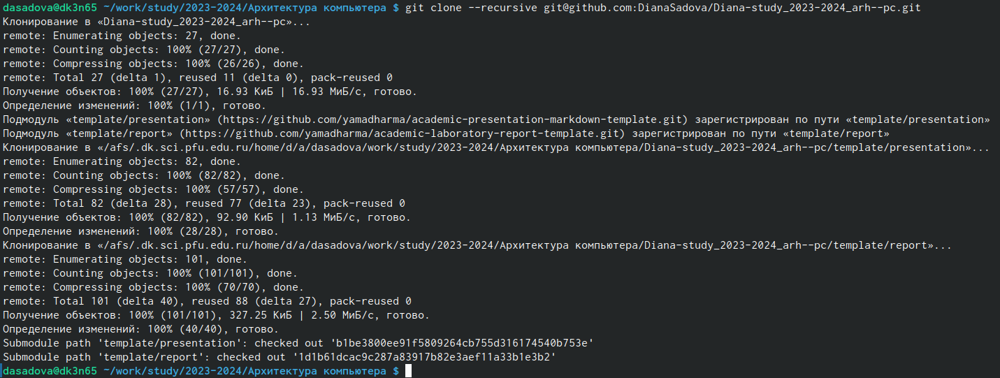 dasadova@dk3n65 ~/work/study/2023-2024/Архитектура компьютера $ git clone --recursive git@github.com:DianaSadova/Diana-study_2023-2024_arh--pc.git
Клонирование в «Diana-study_2023-2024_arh--pc»...
remote: Enumerating objects: 27, done.
remote: Counting objects: 100% (27/27), done.
remote: Compressing objects: 100% (26/26), done.
remote: Total 27 (delta 1), reused 11 (delta 0), pack-reused 0
Получение объектов: 100% (27/27), 16.93 КиБ | 16.93 МиБ/с, готово.
Определение изменений: 100% (1/1), готово.
Подмодуль «template/presentation» (https://github.com/yamadharma/academic-presentation-markdown-template.git) зарегистрирован по пути «template/presentation»
Подмодуль «template/report» (https://github.com/yamadharma/academic-laboratory-report-template.git) зарегистрирован по пути «template/report»
Клонирование в «/afs/.dk.sci.pfu.edu.ru/home/d/a/dasadova/work/study/2023-2024/Архитектура компьютера/Diana-study_2023-2024_arh--pc/template/presentation»...
remote: Enumerating objects: 82, done.
remote: Counting objects: 100% (82/82), done.
remote: Compressing objects: 100% (57/57), done.
remote: Total 82 (delta 28), reused 77 (delta 23), pack-reused 0
Получение объектов: 100% (82/82), 92.90 КиБ | 1.13 МиБ/с, готово.
Определение изменений: 100% (28/28), готово.
Клонирование в «/afs/.dk.sci.pfu.edu.ru/home/d/a/dasadova/work/study/2023-2024/Архитектура компьютера/Diana-study_2023-2024_arh--pc/template/report»...
remote: Enumerating objects: 101, done.
remote: Counting objects: 100% (101/101), done.
remote: Compressing objects: 100% (70/70), done.
remote: Total 101 (delta 40), reused 88 (delta 27), pack-reused 0
Получение объектов: 100% (101/101), 327.25 КиБ | 2.50 МиБ/с, готово.
Определение изменений: 100% (40/40), готово.
Submodule path 'template/presentation': checked out 'b1be3800ee91f5809264cb755d316174540b753e'
Submodule path 'template/report': checked out '1d1b61dcac9c287a83917b82e3aef11a33b1e3b2'
dasadova@dk3n65 ~/work/study/2023-2024/Архитектура компьютера $